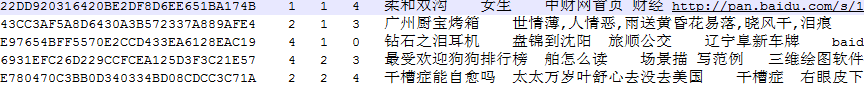 22DD920316420BE2DF8D6EE651BA174B 1 1 4 柔和双沟 女生 中财网首页 财经 http://pan.baidu.com/s/1
43CC3AF5A8D6430A3B572337A889AFE4 2 1 3 广州厨宝烤箱 世情薄,人情恶,雨送黄昏花易落,晓风干,泪痕
E97654BFF5570E2CCD433EA6128EAC19 4 1 0 钻石之泪耳机 盘锦到沈阳 旅顺公交 辽宁阜新车牌 baid
6931EFC26D229CCFCEA125D3F3C21E57 4 2 3 最受欢迎狗狗排行榜 舶怎么读 场景描 写范例 三维绘图软件
E780470C3BB0D340334BD08CDCC3C71A 2 2 4 干槽症能自愈吗 太太万岁叶舒心去没去美国 干槽症 右眼皮下